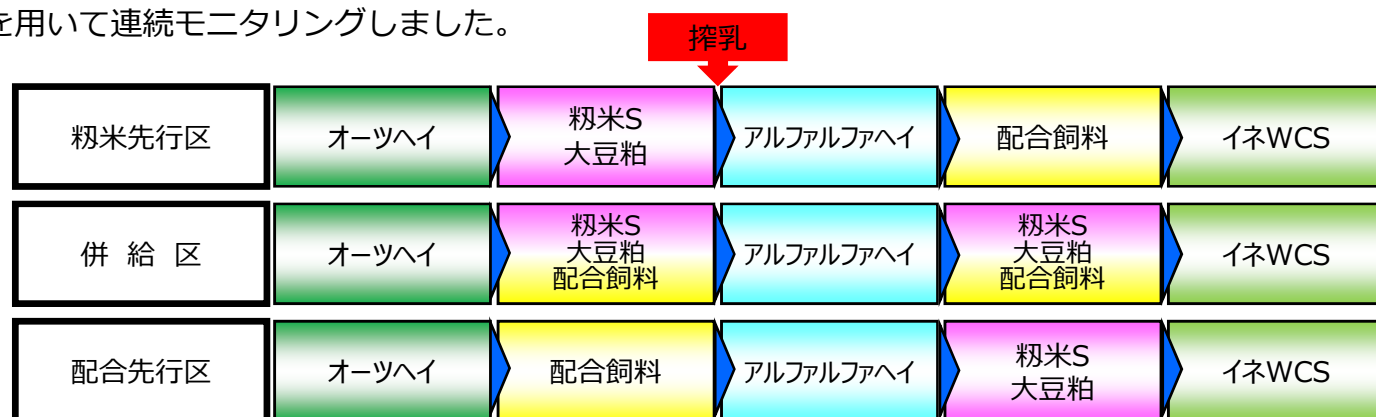 を用いて連続モニタリングしました。
搾乳
籾米先行区
オーツヘイ
籾米S
大豆粕
アルファルファヘイ
配合飼料
イネWCS
併 給 区
オーツヘイ
籾米S
大豆粕
配合飼料
アルファルファヘイ
籾米S
大豆粕
配合飼料
イネWCS
配合先行区
オーツヘイ
配合飼料
アルファルファヘイ
籾米S
大豆粕
イネWCS